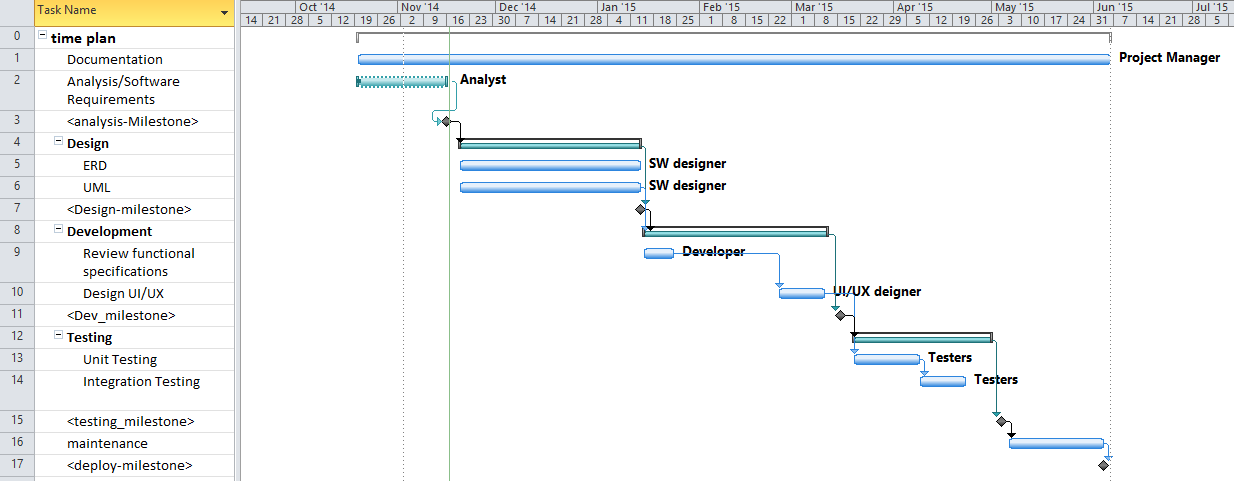 Task Name
Oct '14 Nov '14 Dec '14 Jan '15 Feb '15 Mar '15 Apr '15 May '15 Jun '15 Jul '15
14 21 28 5 12 19 26 2 9 16 23 30 7 14 21 28 4 11 18 25 1 8 15 22 1 8 15 22 29 5 12 19 26 3 10 17 24 31 7 14 21 28 5
0 time plan
1 Documentation Project Manager
2 Analysis/Software Analyst
Requirements
3 <analysis-Milestone>
4 Design
5 ERD SW designer
6 UML SW designer
7 <Design-milestone>
8 Development
9 Review functional Developer
specifications
10 Design UI/UX UI/UX deigner
11 <Dev_milestone>
12 Testing
13 Unit Testing Testers
14 Integration Testing Testers
15 <testing_milestone>
16 maintenance
17 <deploy-milestone>